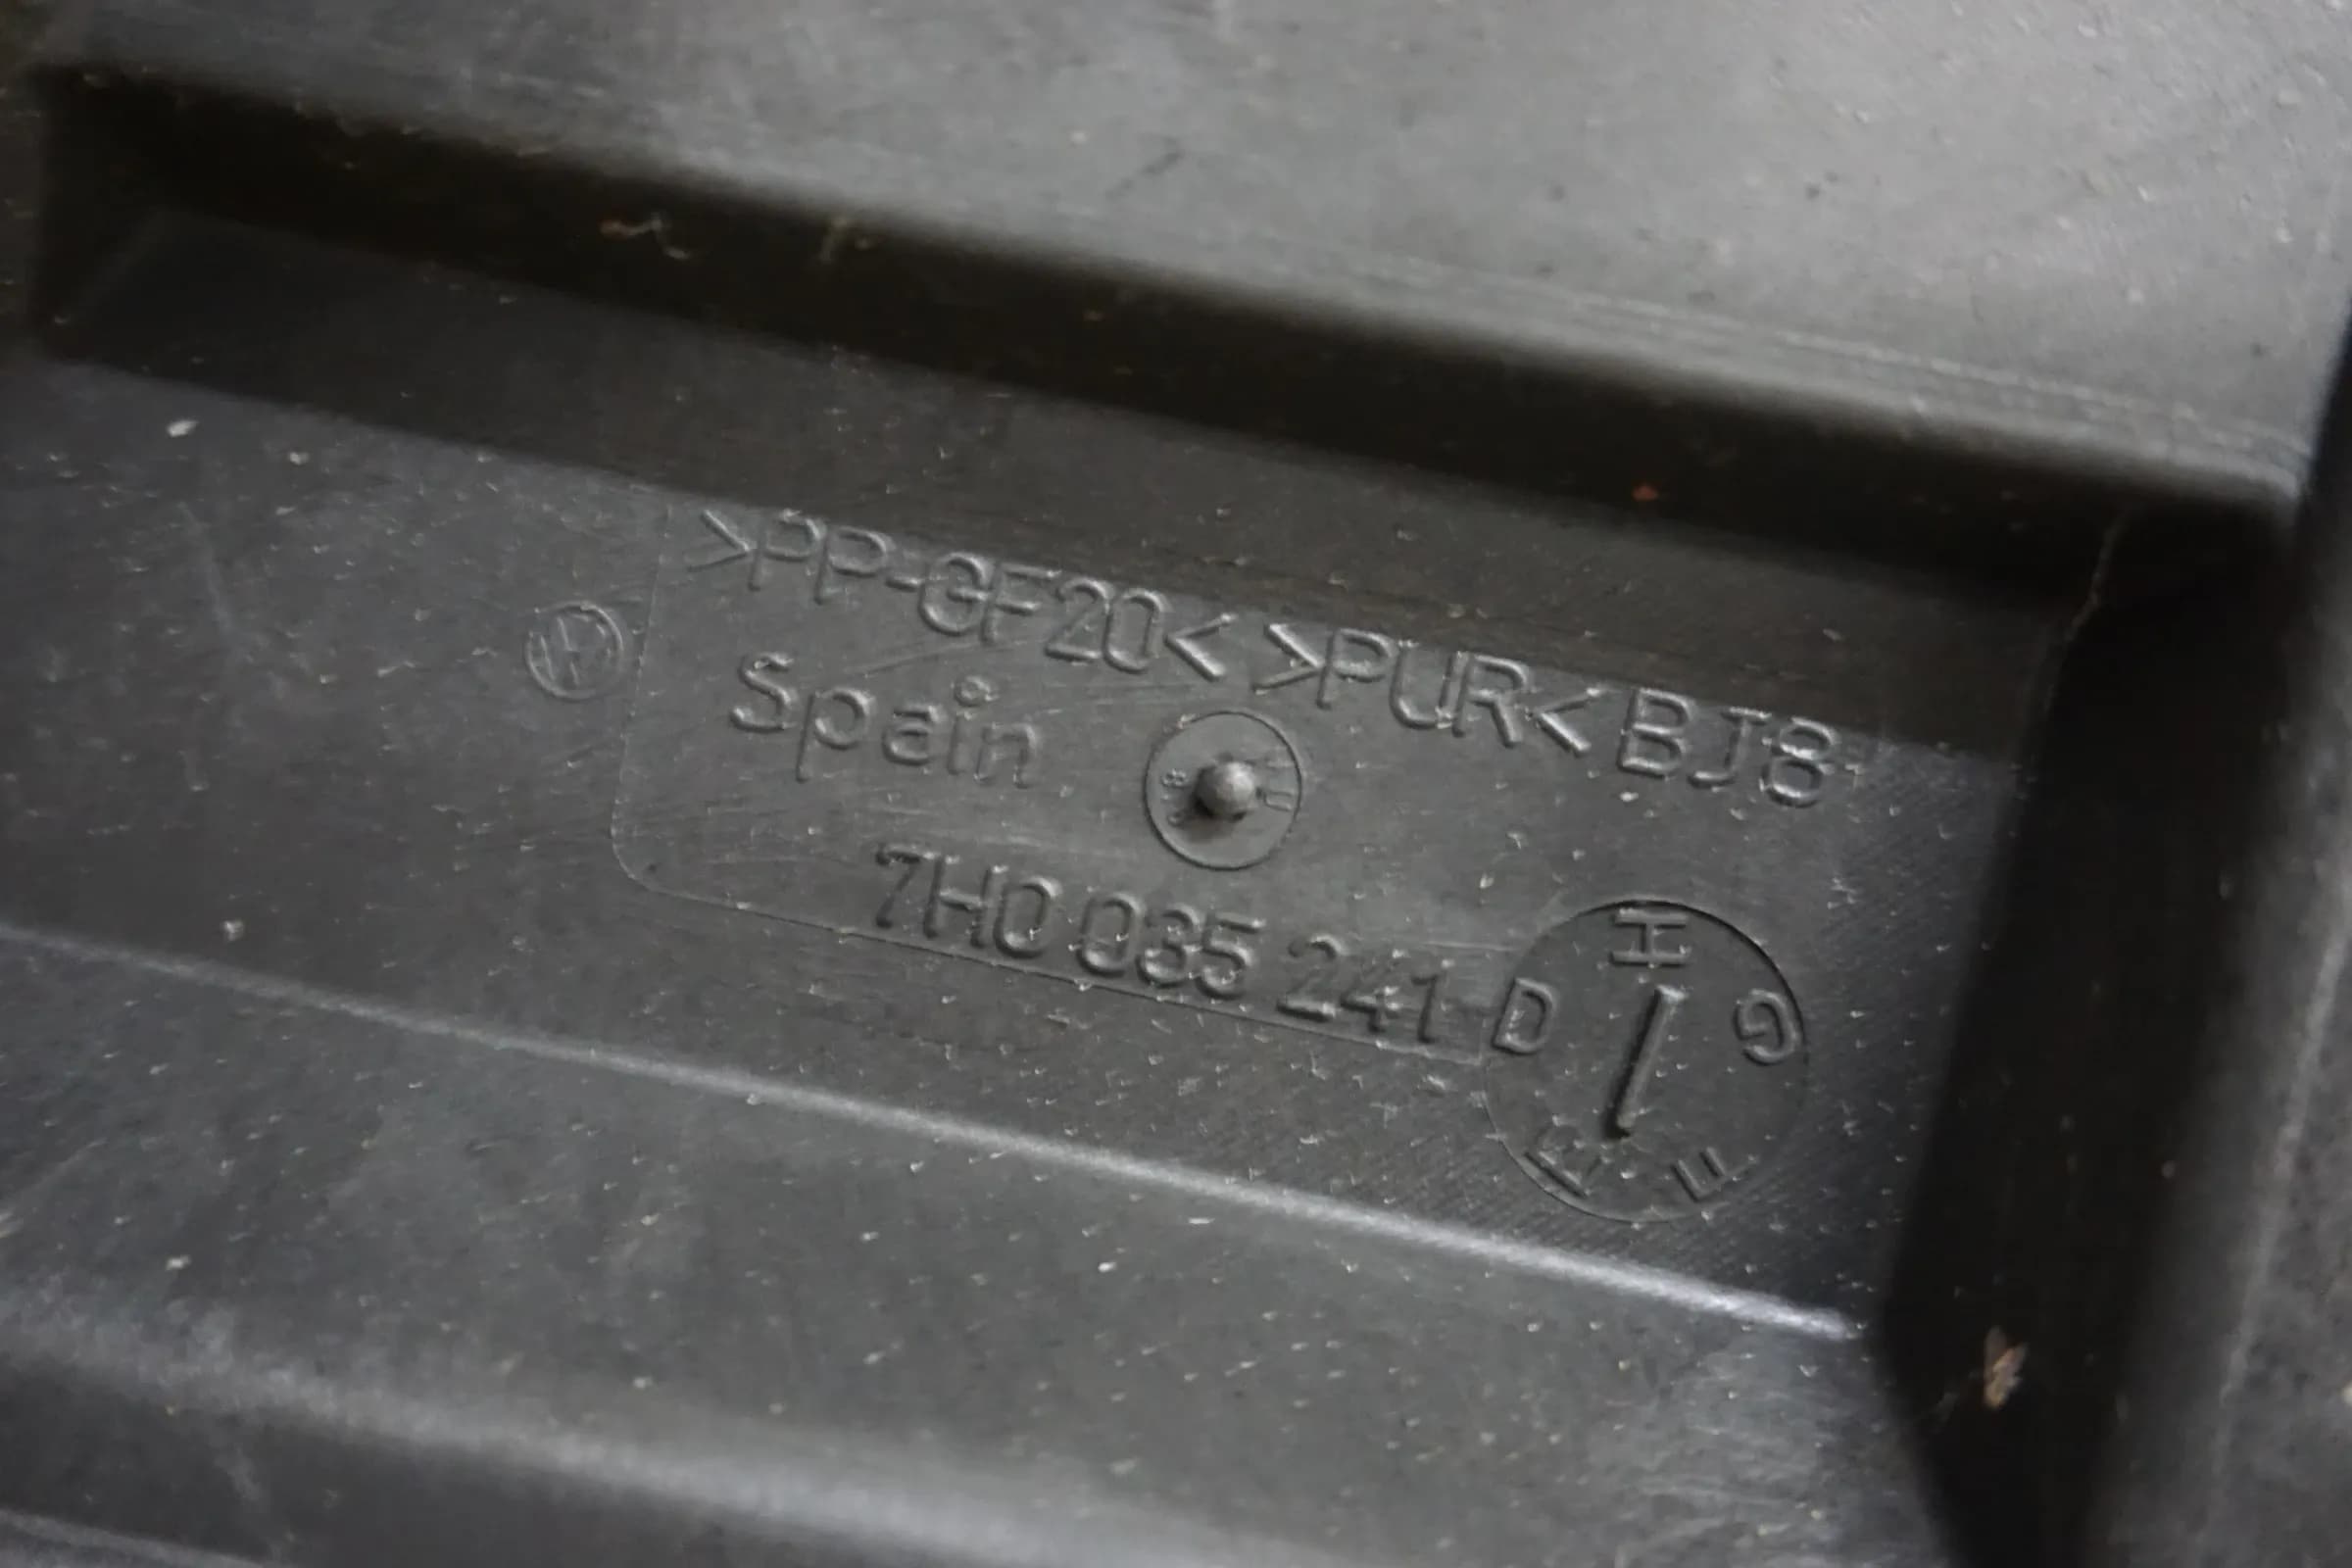 >PP-GF20< >PUR< BJ8
Spain
7H0 035 241 D
H
G
F
E